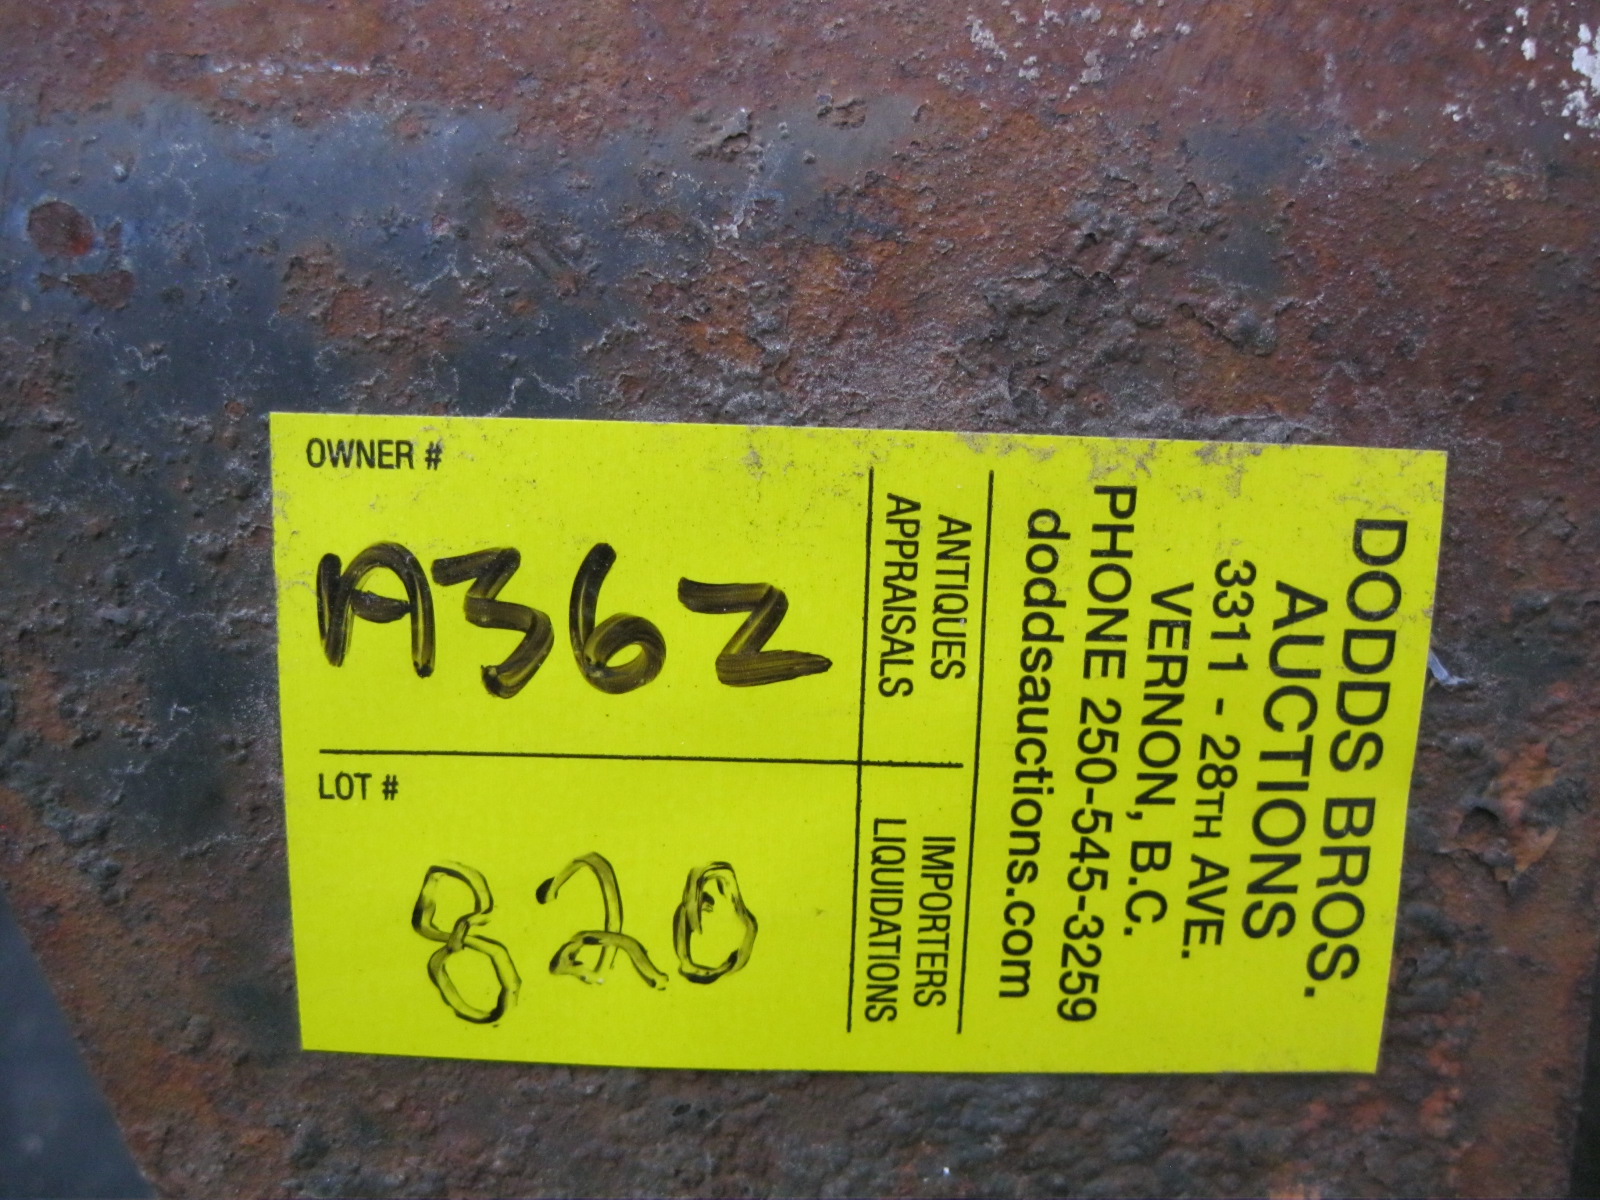 DODDS BROS.
AUCTIONS
3311 - 28TH AVE.
VERNON, B.C.
PHONE 250-545-3259
doddsauctions.com
ANTIQUES
APPRAISALS
IMPORTERS
LIQUIDATIONS
OWNER #
A362
LOT #
820